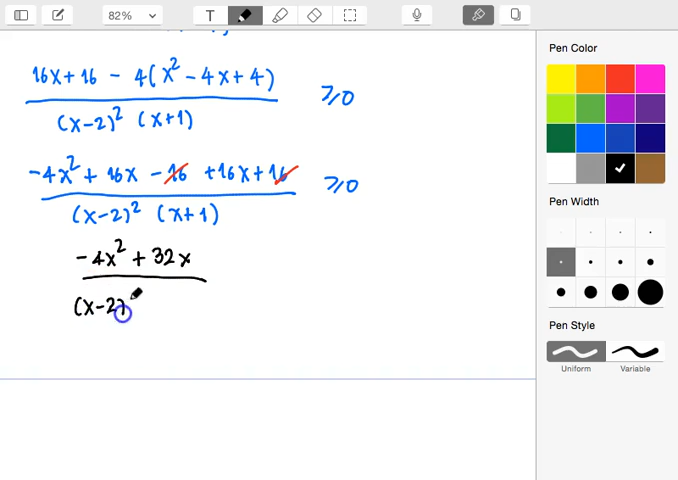 82%
T
Pen Color
16x+16 - 4(x² - 4x + 4)
(x-2)² (x+1)
≥0
-4x² + 16x - 16 + 16x + 16
(x-2)² (x+1)
≥0
Pen Width
-4x² + 32x
(x-2)
Pen Style
Uniform Variable